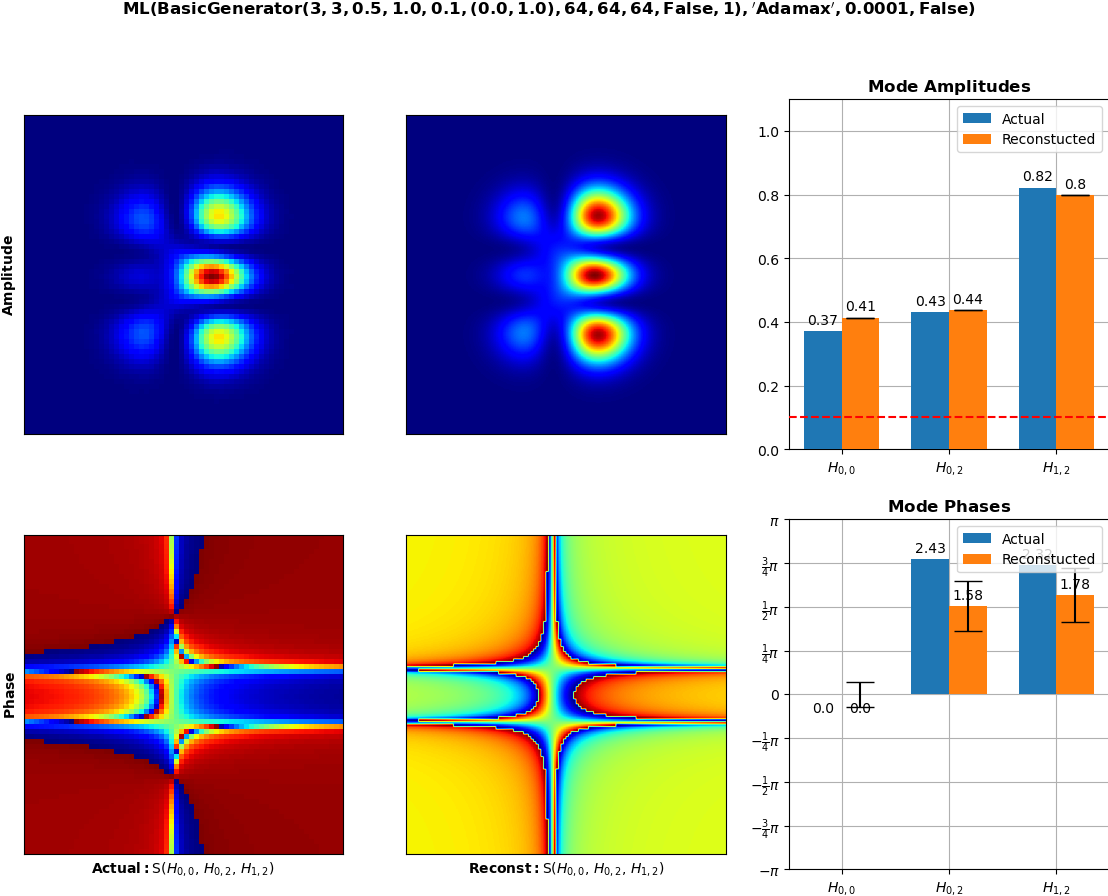 ML(BasicGenerator(3, 3, 0.5, 1.0, 0.1, (0.0, 1.0), 64, 64, 64, False, 1), ′Adamax′, 0.0001, False)
Amplitude
Mode Amplitudes
Actual
Reconstucted
1.0
0.8
0.6
0.4
0.2
0.0
0.37
0.41
0.43
0.44
0.82
0.8
H0,0
H0,2
H1,2
Phase
Actual: S(H0,0, H0,2, H1,2)
Reconst: S(H0,0, H0,2, H1,2)
Mode Phases
Actual
Reconstucted
π
3/4π
1/2π
1/4π
0
−1/4π
−1/2π
−3/4π
−π
0.0
0.0
2.43
1.58
1.78
H0,0
H0,2
H1,2